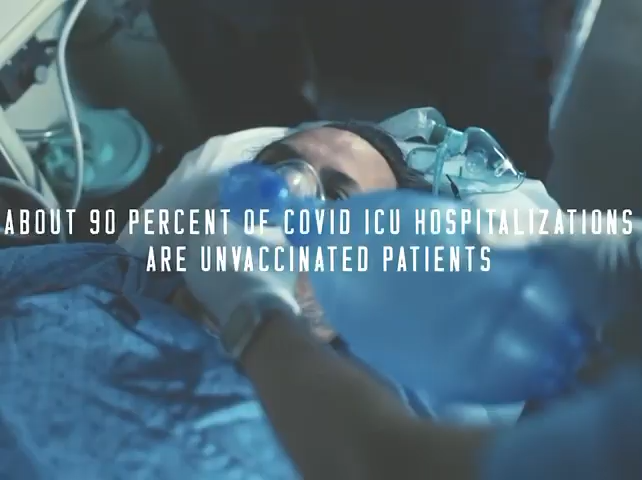 ABOUT 90 PERCENT OF COVID ICU HOSPITALIZATIONS
ARE UNVACCINATED PATIENTS